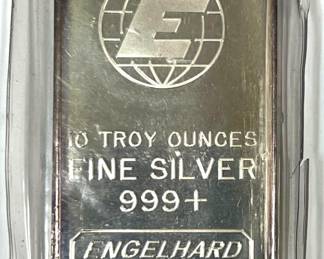 E
10 TROY OUNCES
FINE SILVER
999+
ENGELHARD